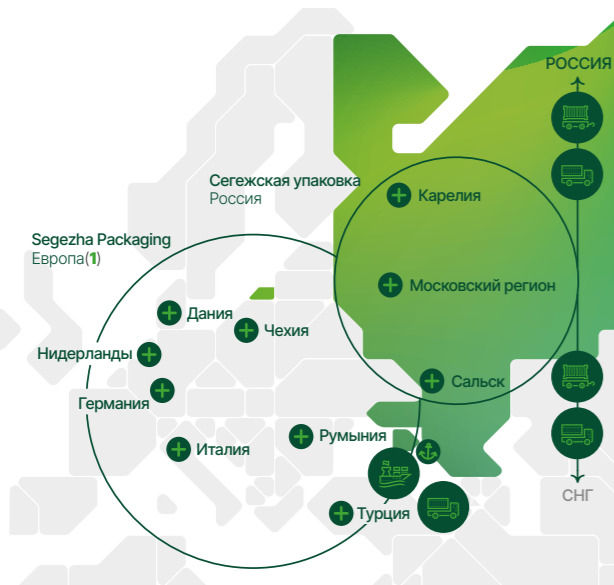 РОССИЯ
Сегежская упаковка
Россия
Карелия
Segezha Packaging
Европа(1)
Московский регион
Дания
Чехия
Нидерланды
Германия
Сальск
Румыния
Италия
СНГ
Турция